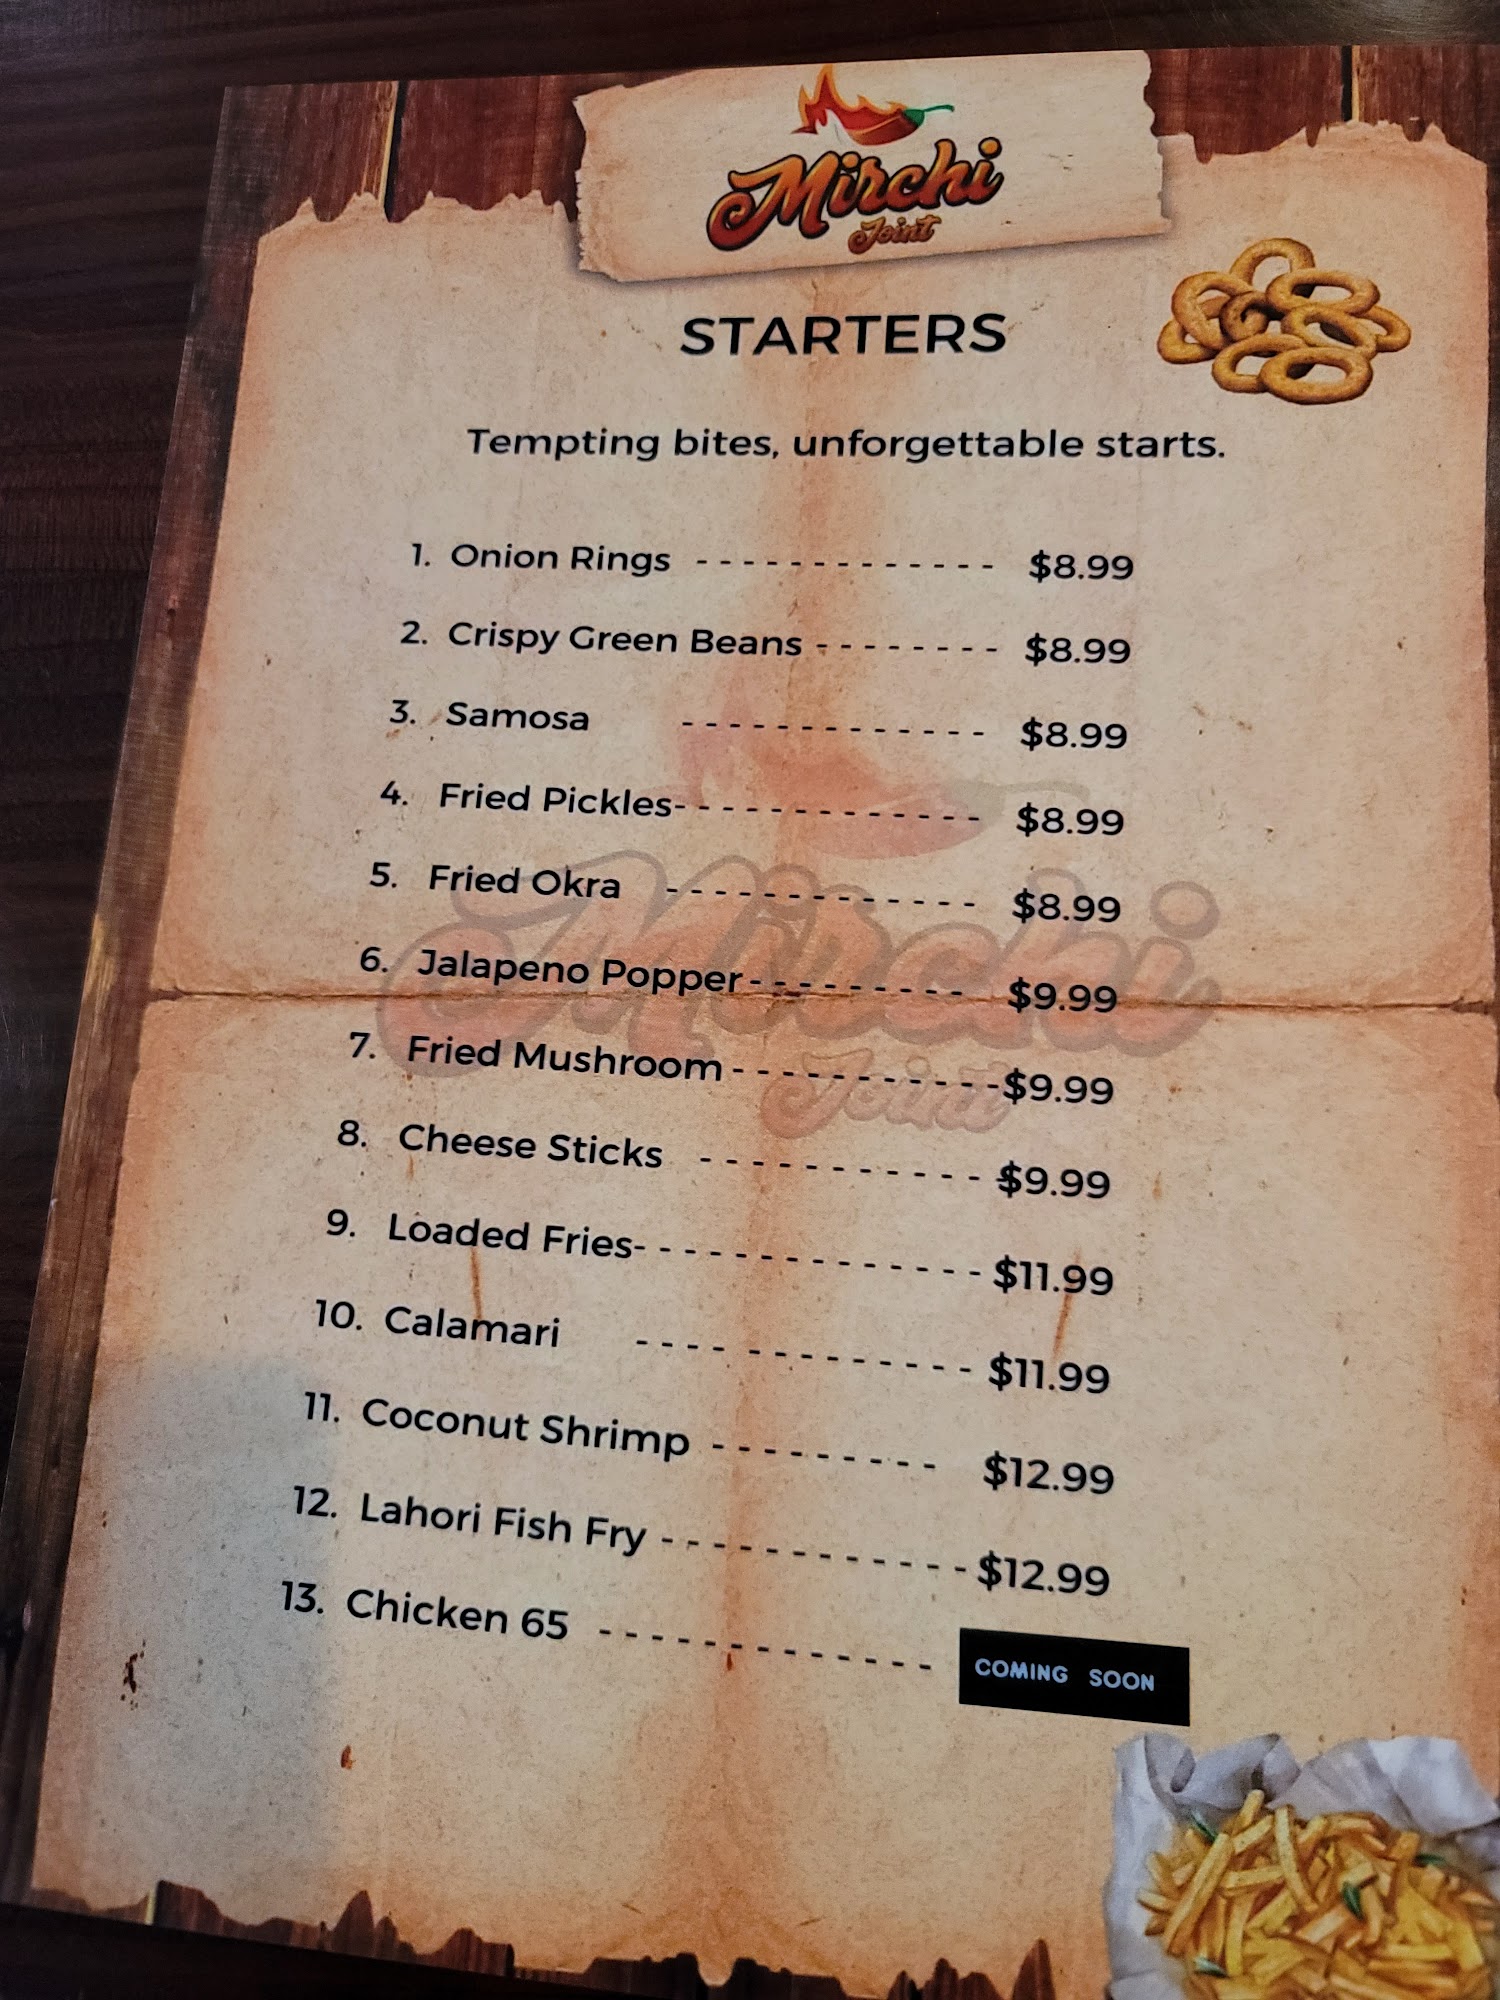 Mirchi
Joint
STARTERS
Tempting bites, unforgettable starts.
1. Onion Rings - - - - - - - - - - - - - $8.99
2. Crispy Green Beans - - - - - - - - $8.99
3. Samosa - - - - - - - - - - - - - $8.99
4. Fried Pickles- - - - - - - - - - - - - $8.99
5. Fried Okra - - - - - - - - - - - - - $8.99
6. Jalapeno Popper - - - - - - - - - $9.99
7. Fried Mushroom - - - - - - - - - - -$9.99
8. Cheese Sticks - - - - - - - - - - - - $9.99
9. Loaded Fries- - - - - - - - - - - - - - $11.99
10. Calamari - - - - - - - - - - - - - $11.99
11. Coconut Shrimp - - - - - - - - - $12.99
12. Lahori Fish Fry - - - - - - - - - - - - $12.99
13. Chicken 65 - - - - - - - - - - - - - COMING SOON
Mirchi
Joint